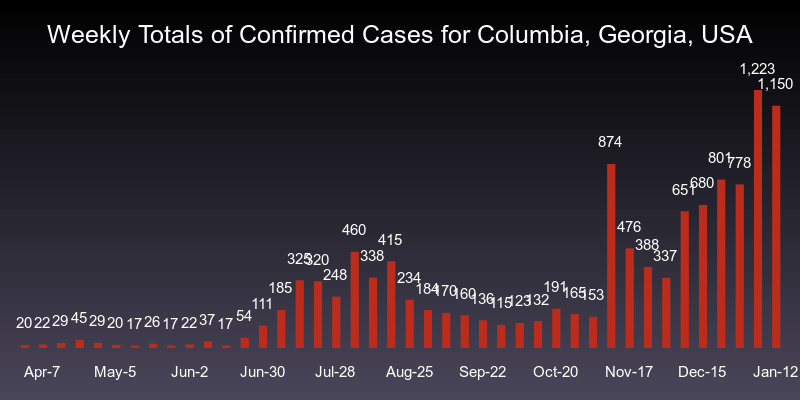 Weekly Totals of Confirmed Cases for Columbia, Georgia, USA
20 22 29 45 29 20 17 26 17 22 37 17 54 111 185 325 320 248 460 338 415 234 184 170 160 136 115 123 132 191 165 153 874 476 388 337 651 680 801 778 1,223 1,150
Apr-7 May-5 Jun-2 Jun-30 Jul-28 Aug-25 Sep-22 Oct-20 Nov-17 Dec-15 Jan-12